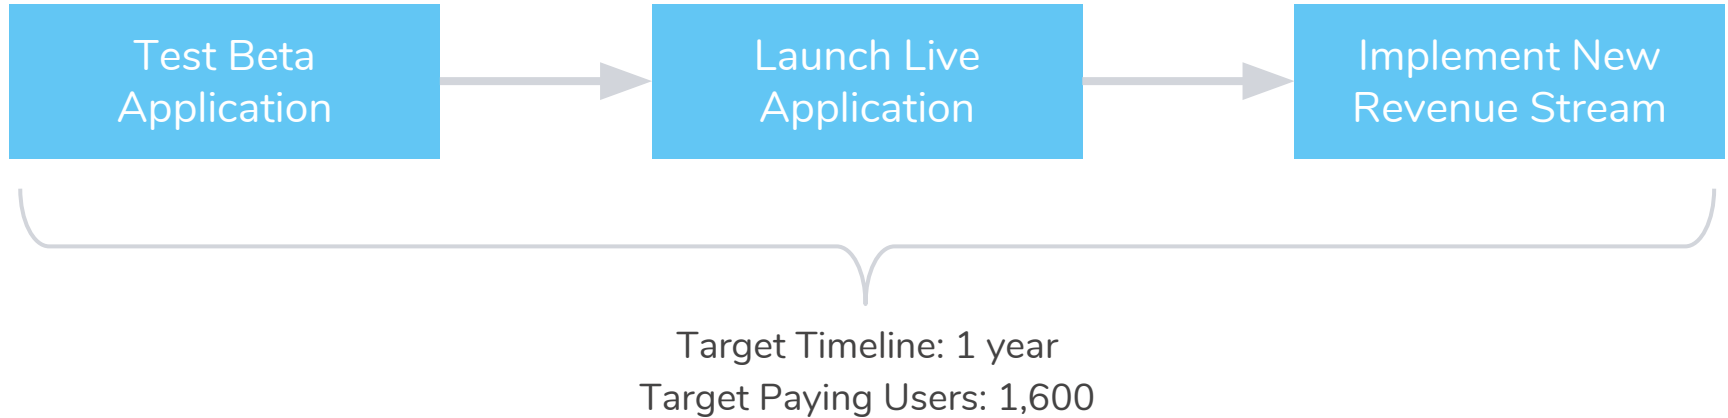 Test Beta
Application
Launch Live
Application
Implement New
Revenue Stream
Target Timeline: 1 year
Target Paying Users: 1,600